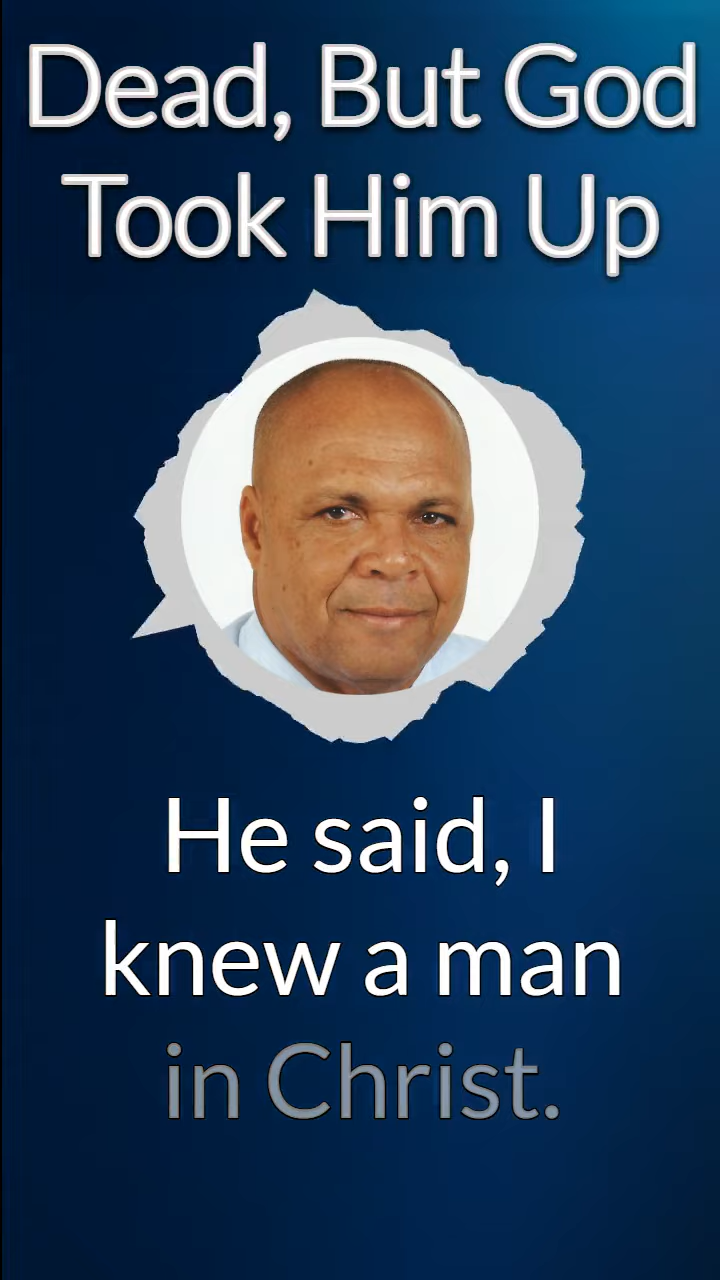 Dead, But God
Took Him Up
He said, I
knew a man
in Christ.